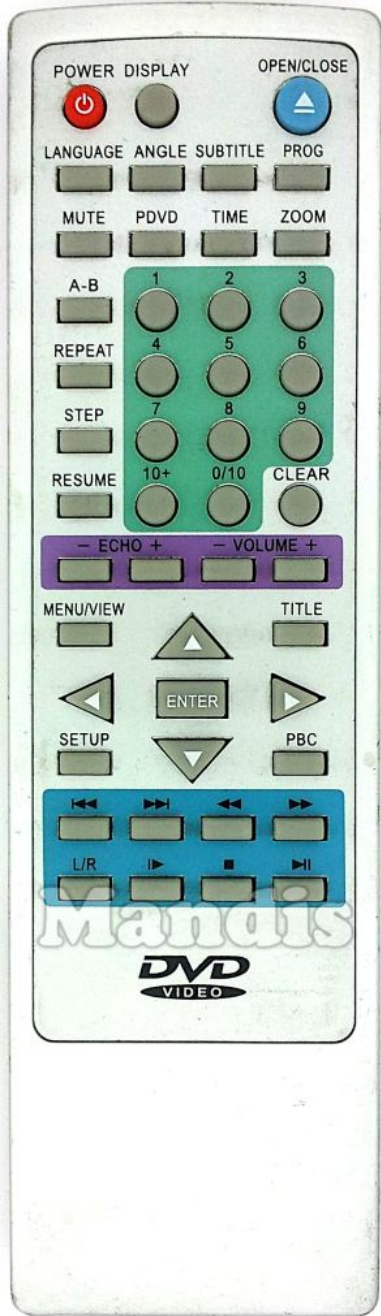 POWER DISPLAY OPEN/CLOSE
LANGUAGE ANGLE SUBTITLE PROG
MUTE PDVD TIME ZOOM
A-B 1 2 3
REPEAT 4 5 6
STEP 7 8 9
RESUME 10+ 0/10 CLEAR
- ECHO + - VOLUME +
MENU/VIEW TITLE
ENTER
SETUP PBC
L/R
Mandis
DVD
VIDEO